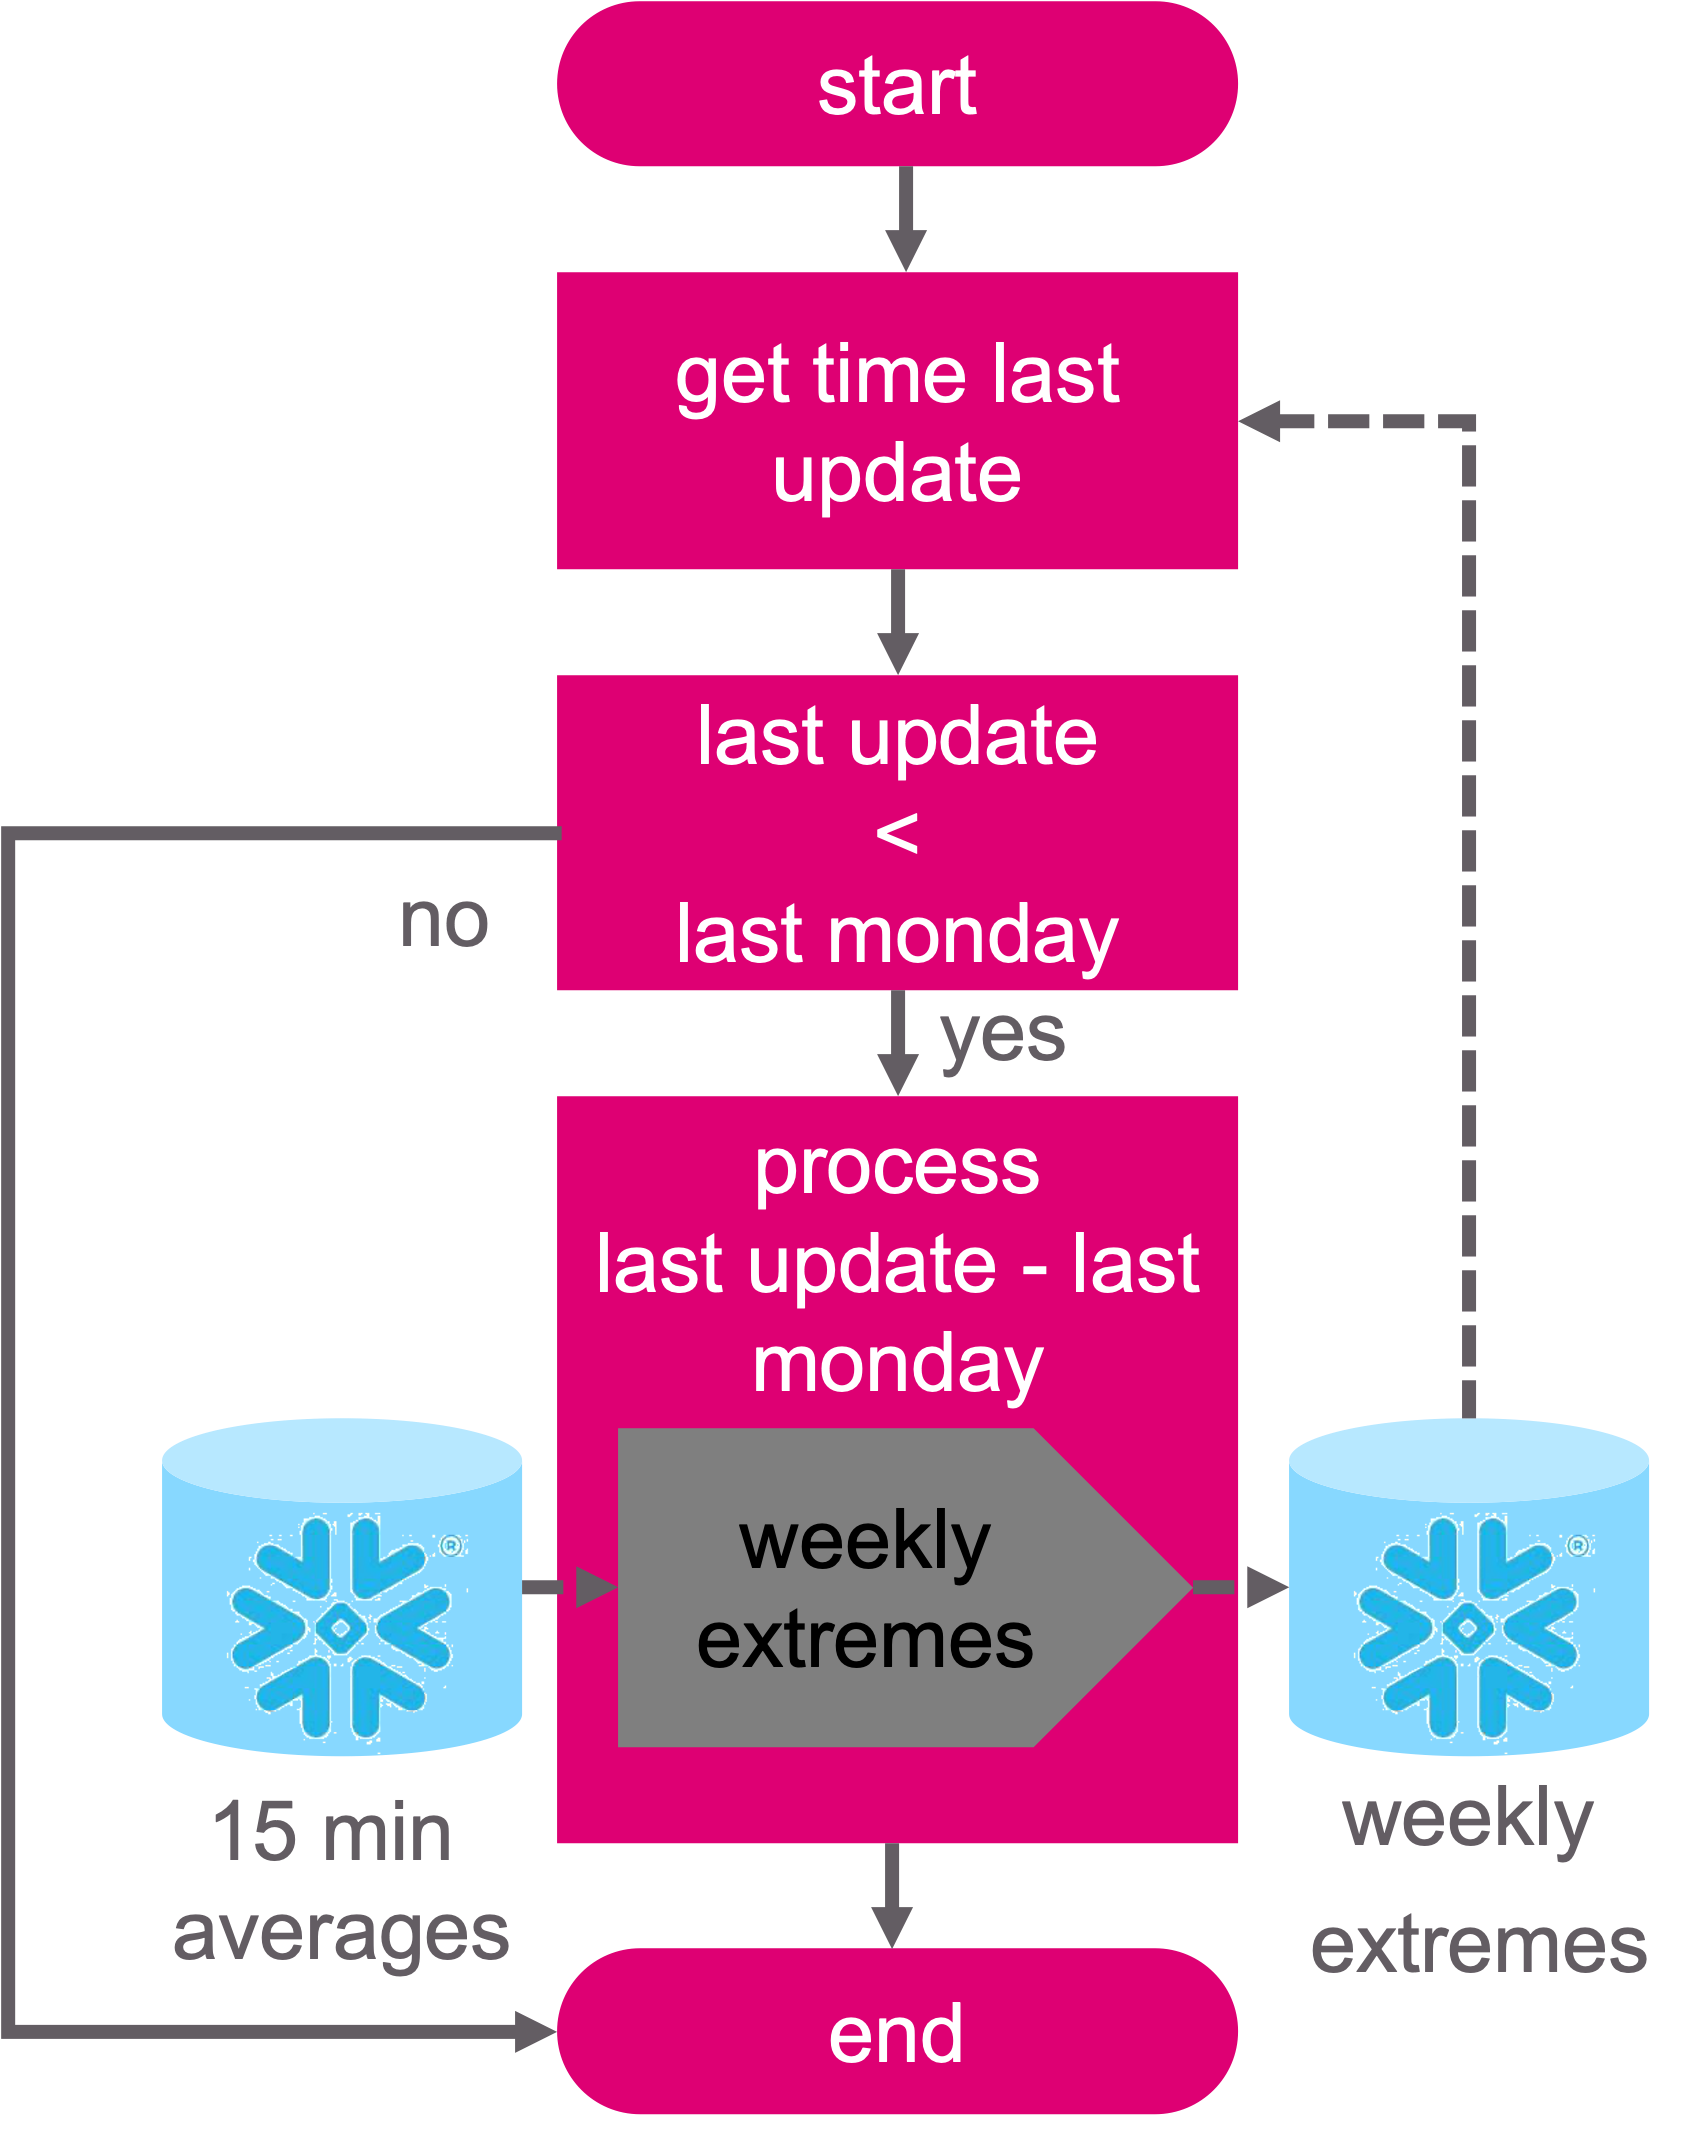 start
get time last
update
last update
<
last monday
no
yes
process
last update - last
monday
weekly
extremes
®
®
15 min
averages
weekly
extremes
end